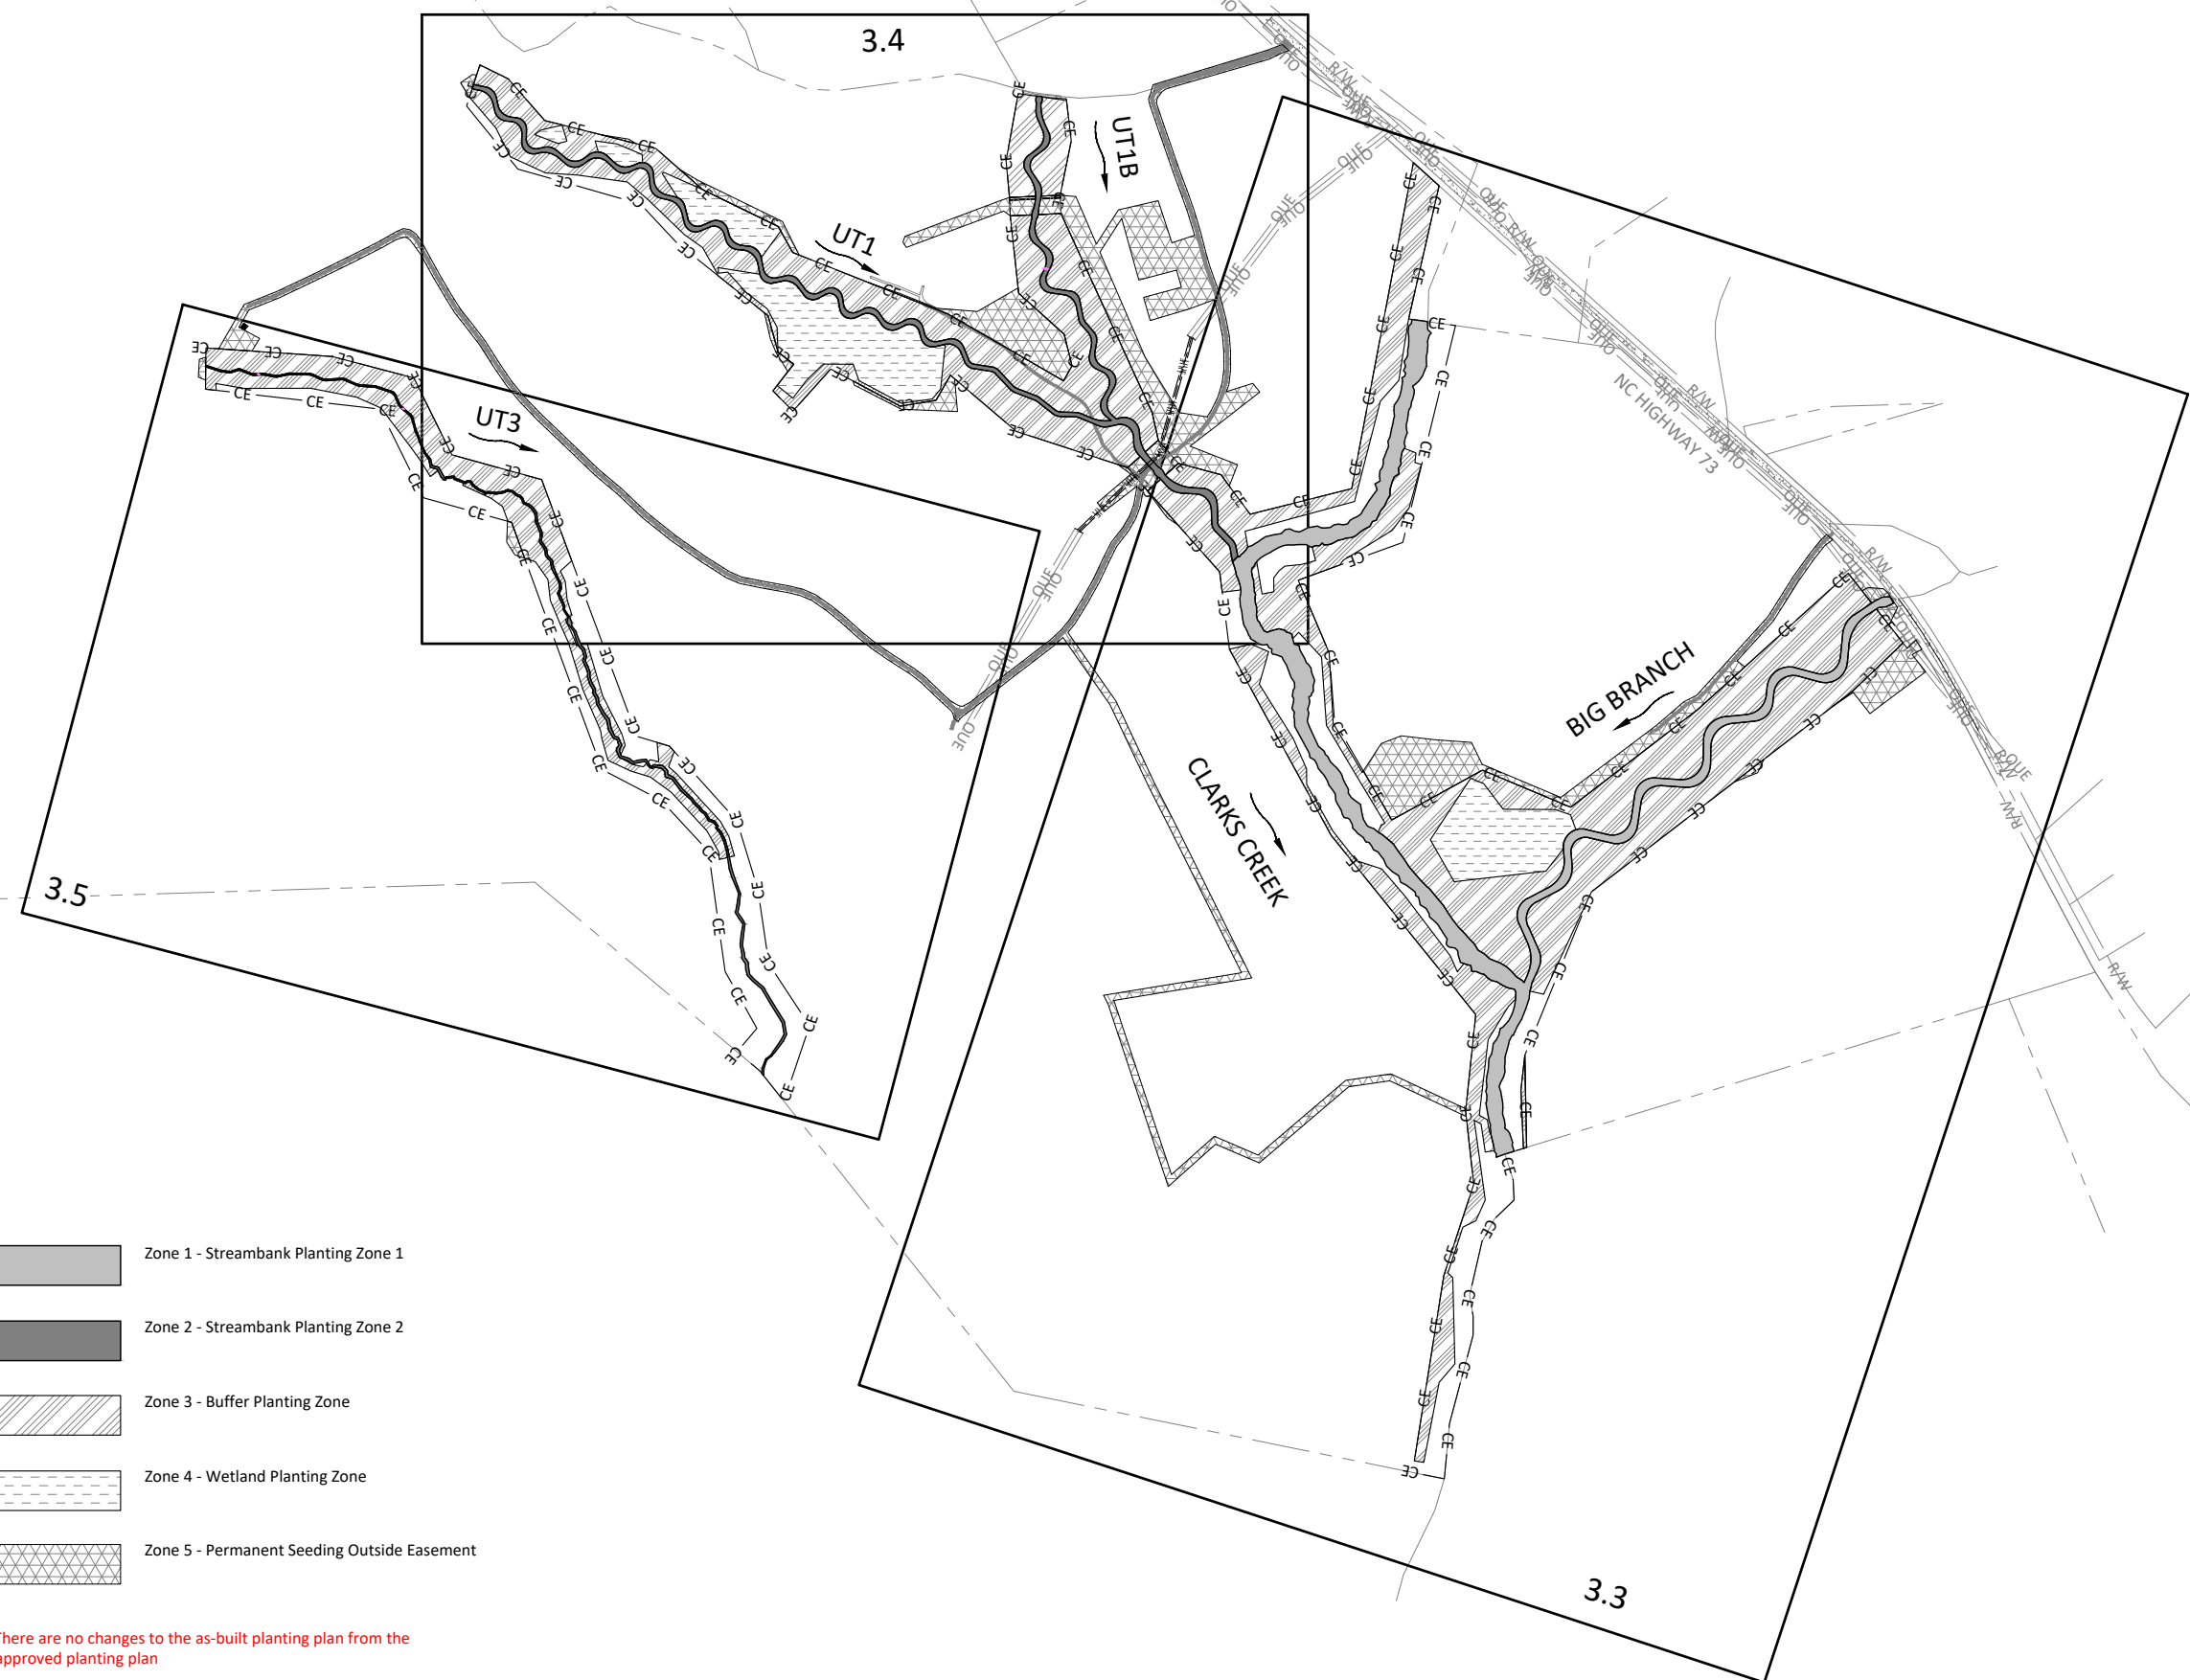 3.4
UT1B
UT1
UT3
NC HIGHWAY 73
BIG BRANCH
CLARKS CREEK
3.5
3.3
CE
OUE
R/W
Zone 1 - Streambank Planting Zone 1
Zone 2 - Streambank Planting Zone 2
Zone 3 - Buffer Planting Zone
Zone 4 - Wetland Planting Zone
Zone 5 - Permanent Seeding Outside Easement
There are no changes to the as-built planting plan from the
approved planting plan